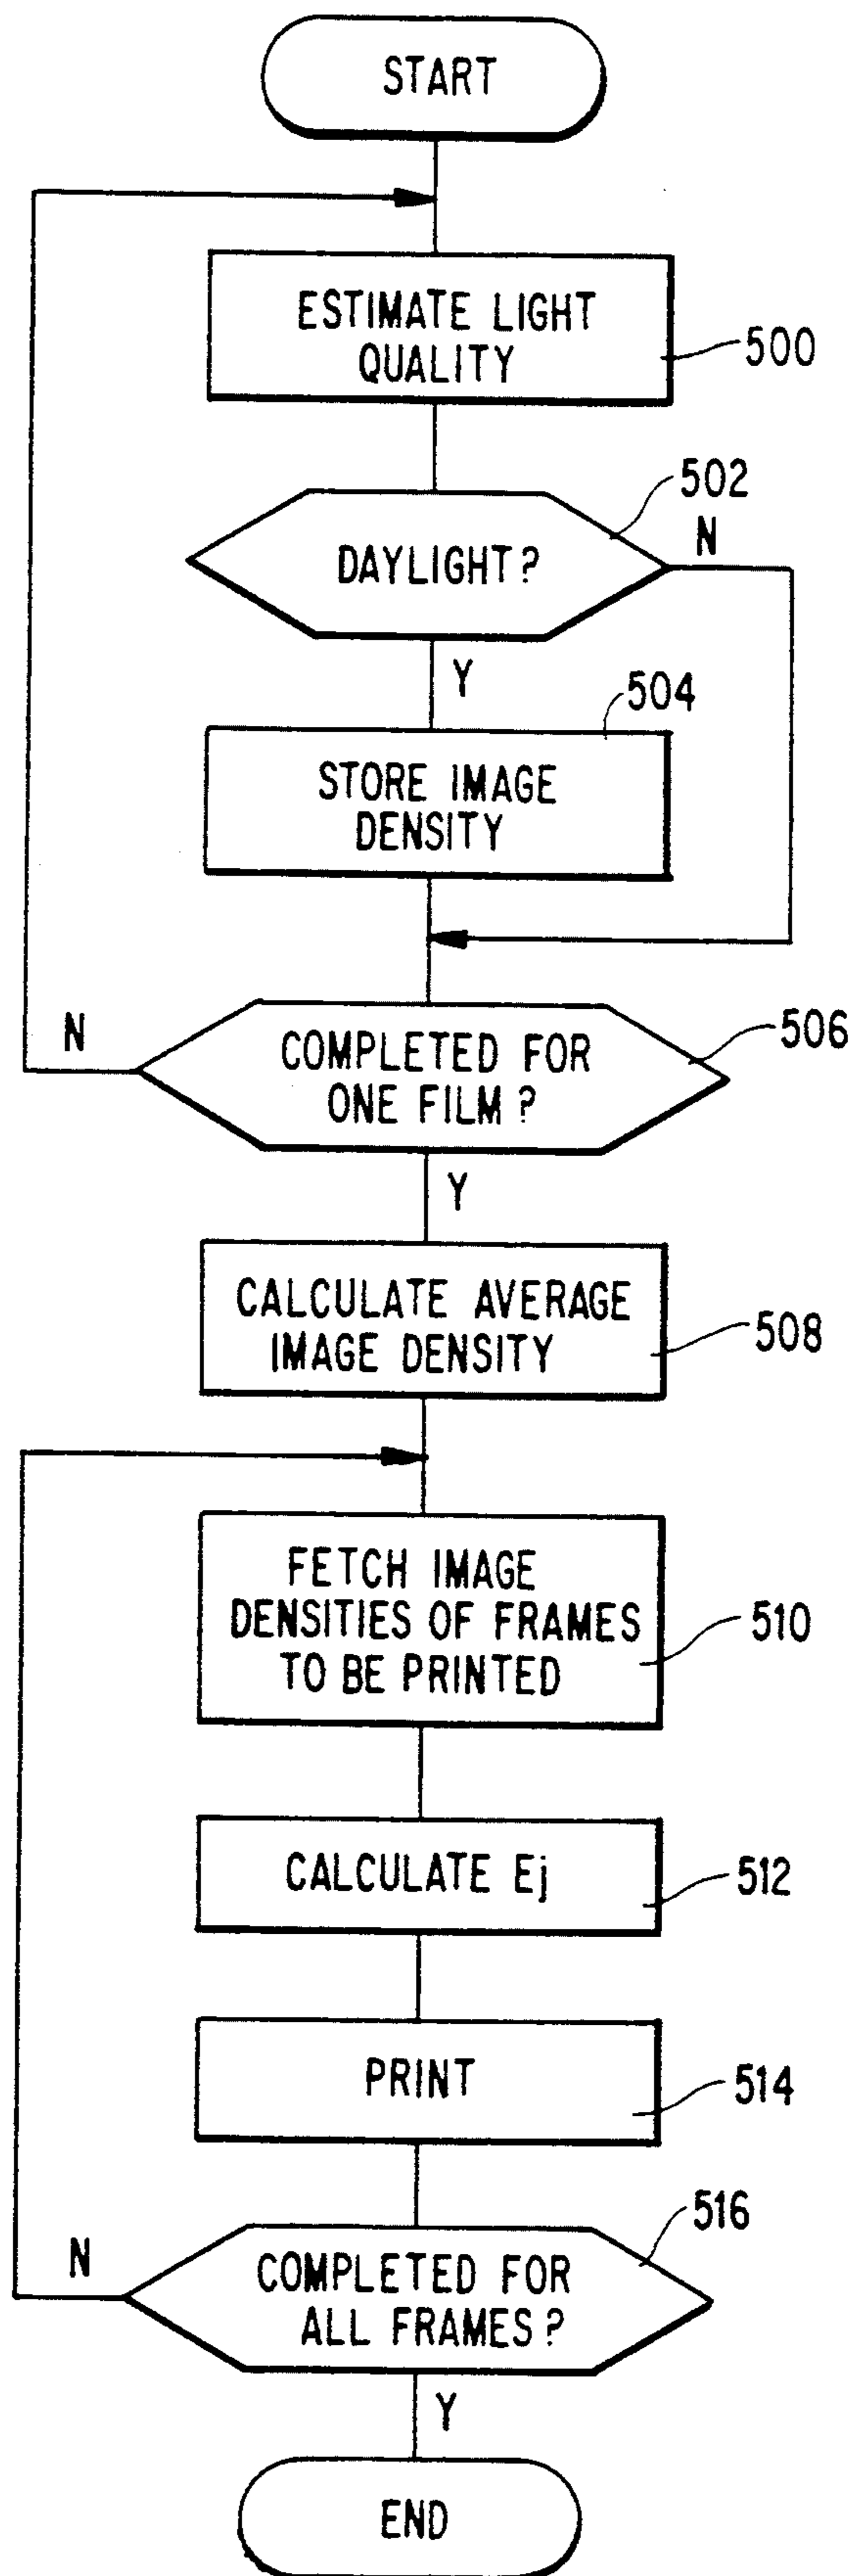 START
ESTIMATE LIGHT
QUALITY
500
502
DAYLIGHT?
N
Y
504
STORE IMAGE
DENSITY
N
COMPLETED FOR
ONE FILM?
506
Y
CALCULATE AVERAGE
IMAGE DENSITY
508
FETCH IMAGE
DENSITIES OF FRAMES
TO BE PRINTED
510
CALCULATE Ej
512
PRINT
514
516
N
COMPLETED FOR
ALL FRAMES?
Y
END